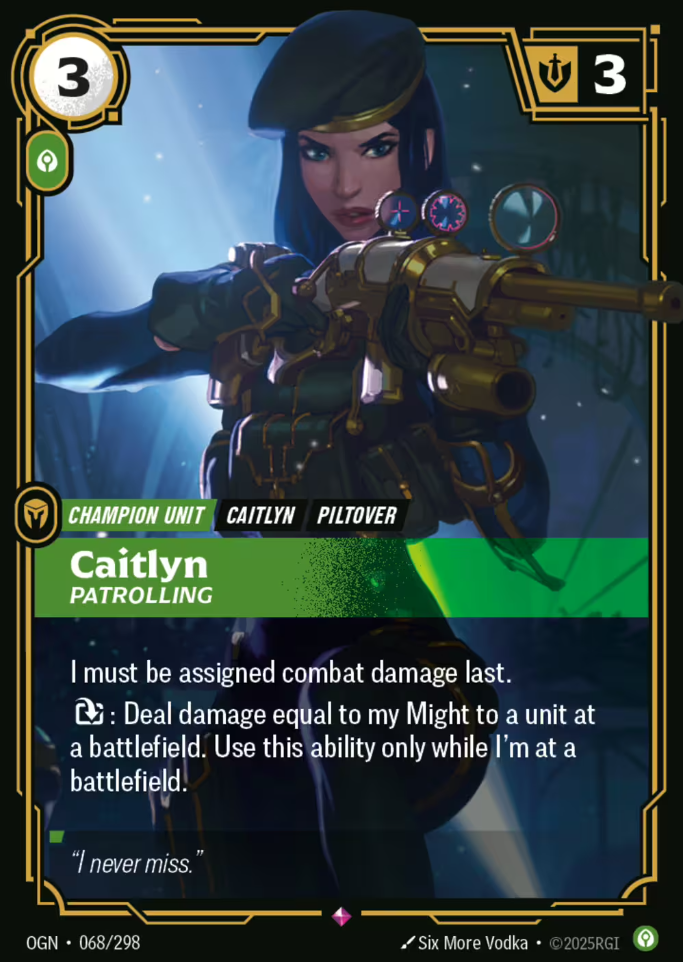 3
3
CHAMPION UNIT CAITLYN PILTOVER
Caitlyn
PATROLLING
I must be assigned combat damage last.
: Deal damage equal to my Might to a unit at
a battlefield. Use this ability only while I'm at a
battlefield.
“I never miss.”
OGN • 068/298 Six More Vodka • ©2025RGI